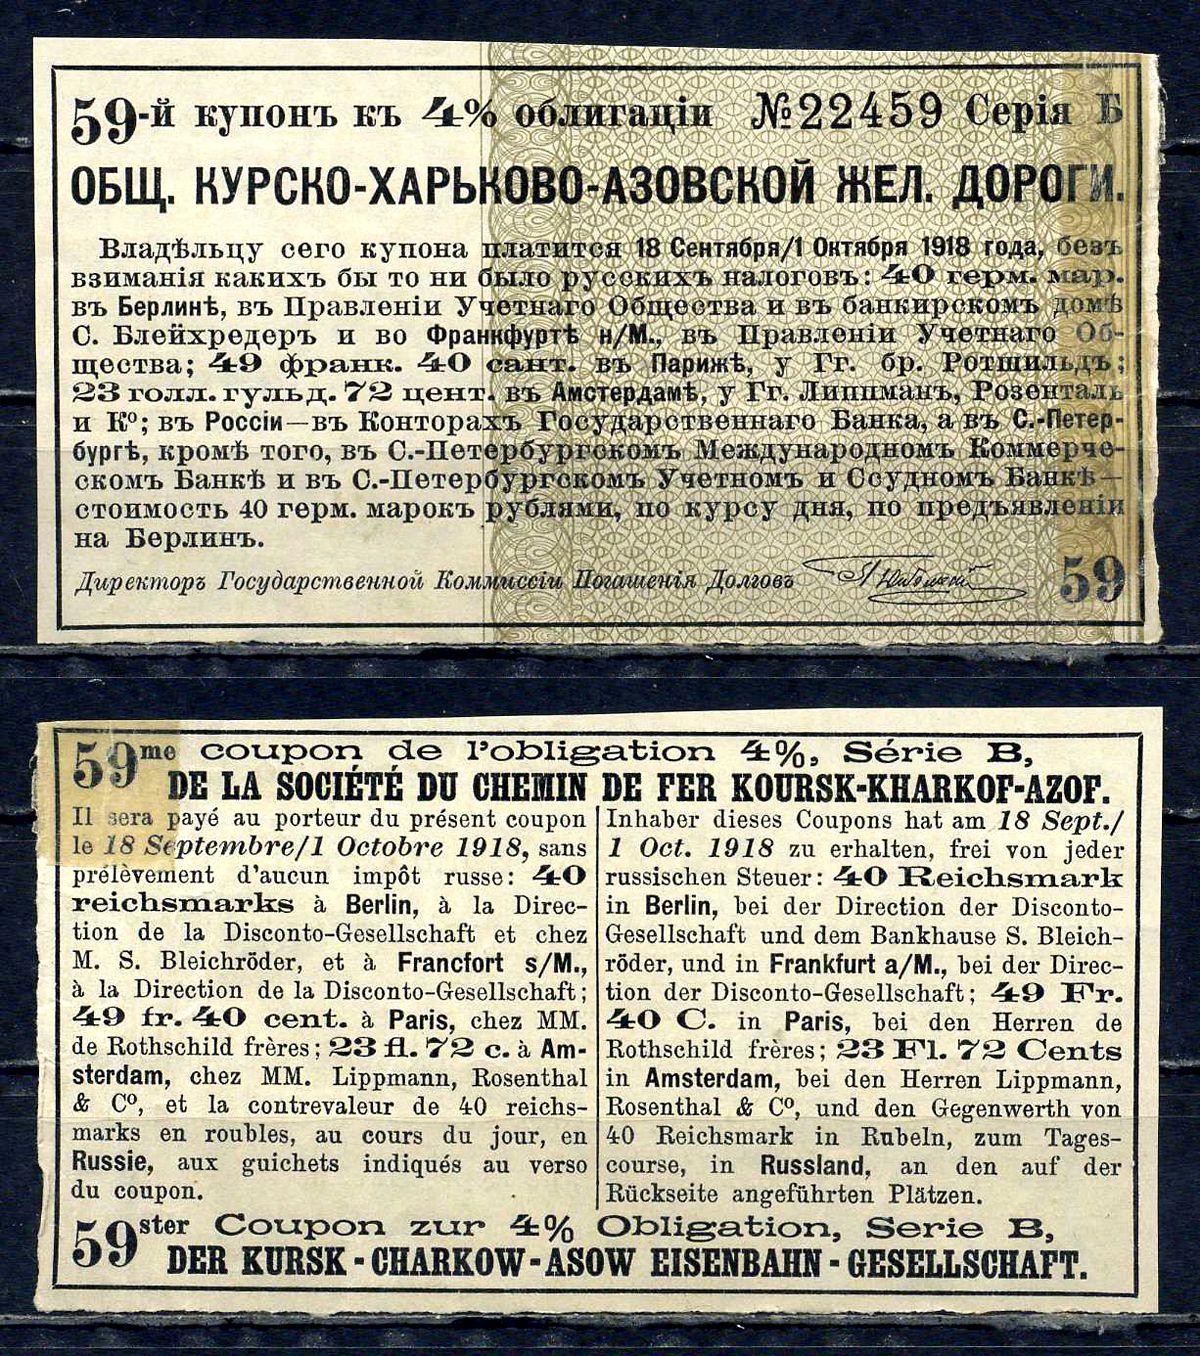 59-й купонъ къ 4% облигаціи №22459 Серія Б
ОБЩ. КУРСКО-ХАРЬКОВО-АЗОВСКОЙ ЖЕЛ. ДОРОГИ.
Владѣльцу сего купона платится 18 Сентября/1 Октября 1918 года, безъ
взиманія какихъ бы то ни было русскихъ налоговъ: 40 герм. мар.
въ Берлинѣ, въ Правленіи Учетнаго Общества и въ банкирскомъ домѣ
С. Блейхредеръ и во Франкфуртѣ н/М., въ Правленіи Учетнаго Об-
щества; 49 франк. 40 сант. въ Парижѣ, у Гг. бр. Ротшильдъ;
23 голл. гульд. 72 цент. въ Амстердамѣ, у Гг. Липпманъ, Розенталь
и Кº; въ Россіи—въ Конторахъ Государственнаго Банка, а въ С.-Петер-
бургѣ, кромѣ того, въ С.-Петербургскомъ Международномъ Коммерче-
скомъ Банкѣ и въ С.-Петербургскомъ Учетномъ и Ссудномъ Банкѣ—
стоимость 40 герм. марокъ рублями, по курсу дня, по предъявленіи
на Берлинъ.
Директоръ Государственной Коммиссіи Погашенія Долговъ
59
59me coupon de l'obligation 4%, Série B,
DE LA SOCIÉTÉ DU CHEMIN DE FER KOURSK-KHARKOF-AZOF.
Il sera payé au porteur du présent coupon
le 18 Septembre/1 Octobre 1918, sans
prélèvement d'aucun impôt russe: 40
reichsmarks à Berlin, à la Direc-
tion de la Disconto-Gesellschaft et chez
M. S. Bleichröder, et à Francfort s/M.,
à la Direction de la Disconto-Gesellschaft;
49 fr. 40 cent. à Paris, chez MM.
de Rothschild frères; 23 fl. 72 c. à Am-
sterdam, chez MM. Lippmann, Rosenthal
& Cº, et la contrevaleur de 40 reichs-
marks en roubles, au cours du jour, en
Russie, aux guichets indiqués au verso
du coupon.
Inhaber dieses Coupons hat am 18 Sept./
1 Oct. 1918 zu erhalten, frei von jeder
russischen Steuer: 40 Reichsmark
in Berlin, bei der Direction der Disconto-
Gesellschaft und dem Bankhause S. Bleich-
röder, und in Frankfurt a/M., bei der Direc-
tion der Disconto-Gesellschaft; 49 Fr.
40 C. in Paris, bei den Herren de
Rothschild frères; 23 Fl. 72 Cents
in Amsterdam, bei den Herren Lippmann,
Rosenthal & Cº, und den Gegenwerth von
40 Reichsmark in Rubeln, zum Tages-
course, in Russland, an den auf der
Rückseite angeführten Plätzen.
59ster Coupon zur 4% Obligation, Serie B,
DER KURSK-CHARKOW-ASOW EISENBAHN-GESELLSCHAFT.